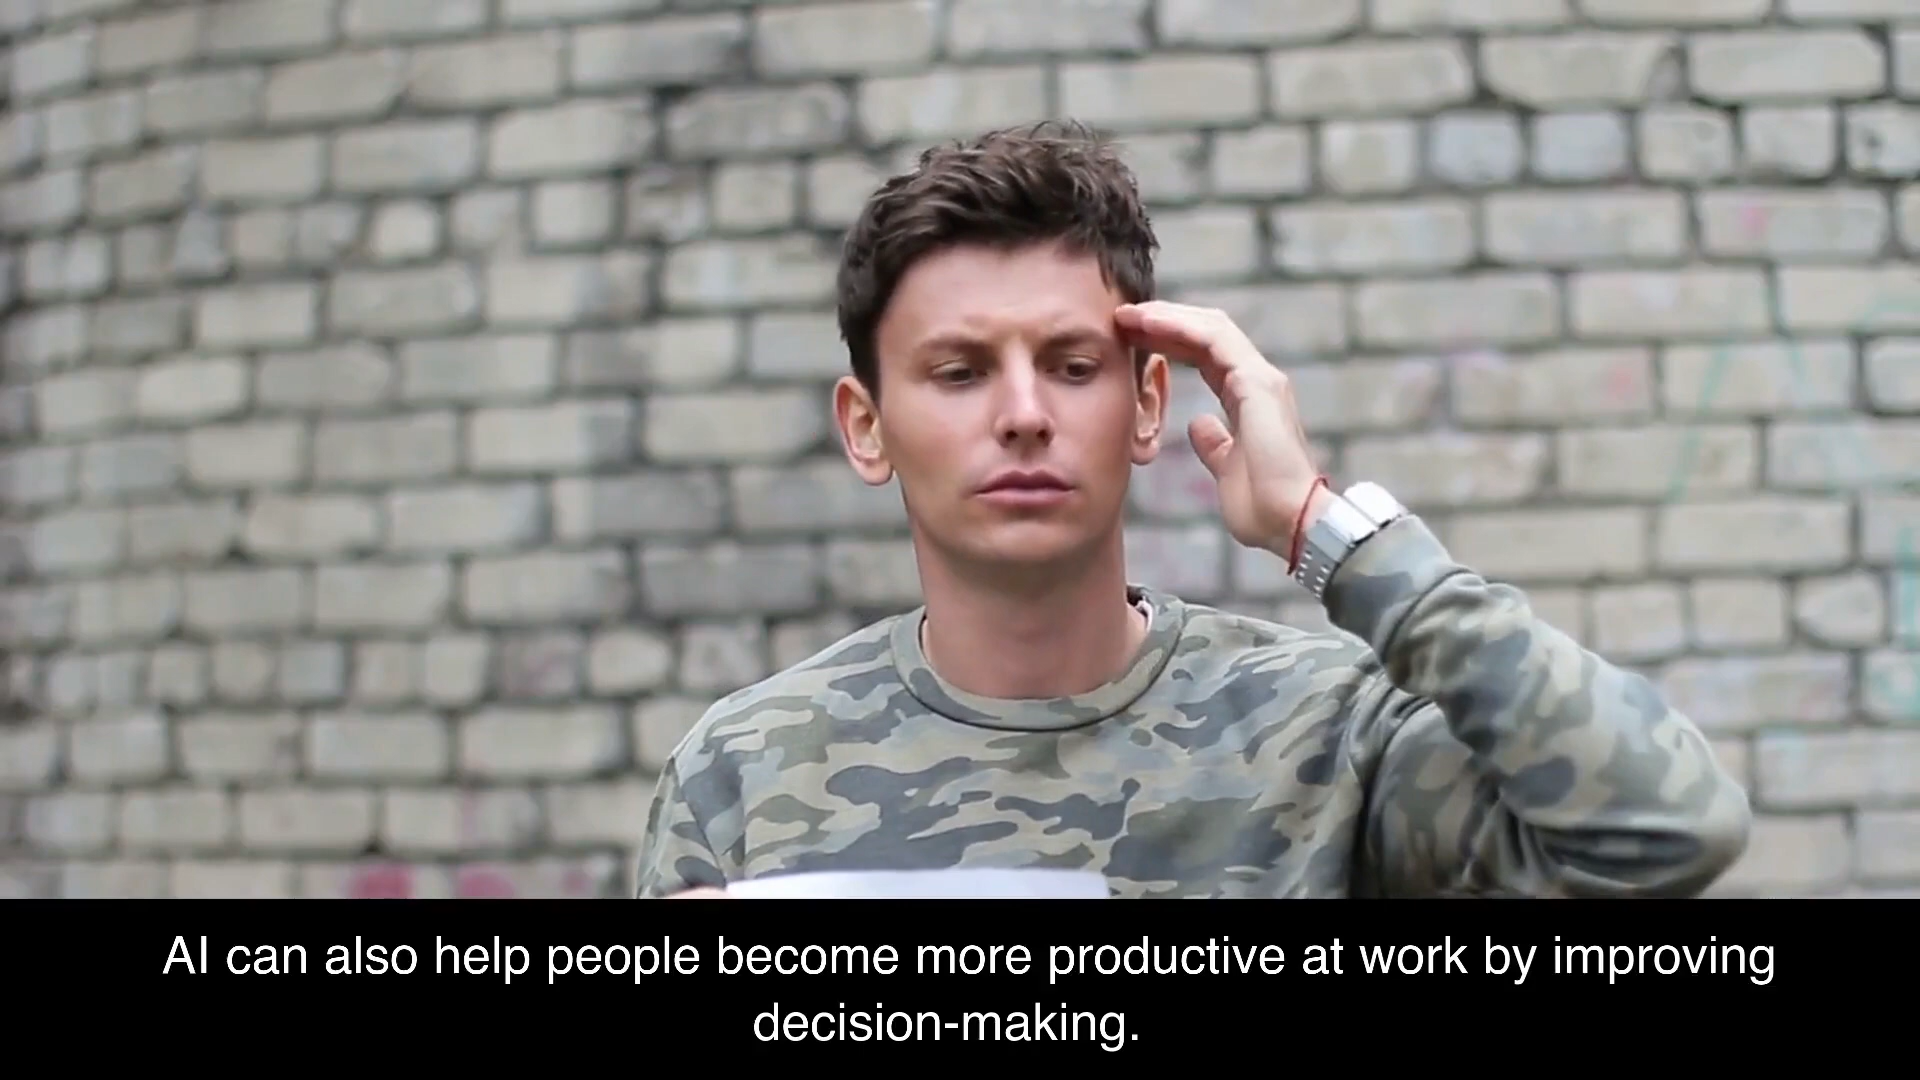 AI can also help people become more productive at work by improving
decision-making.